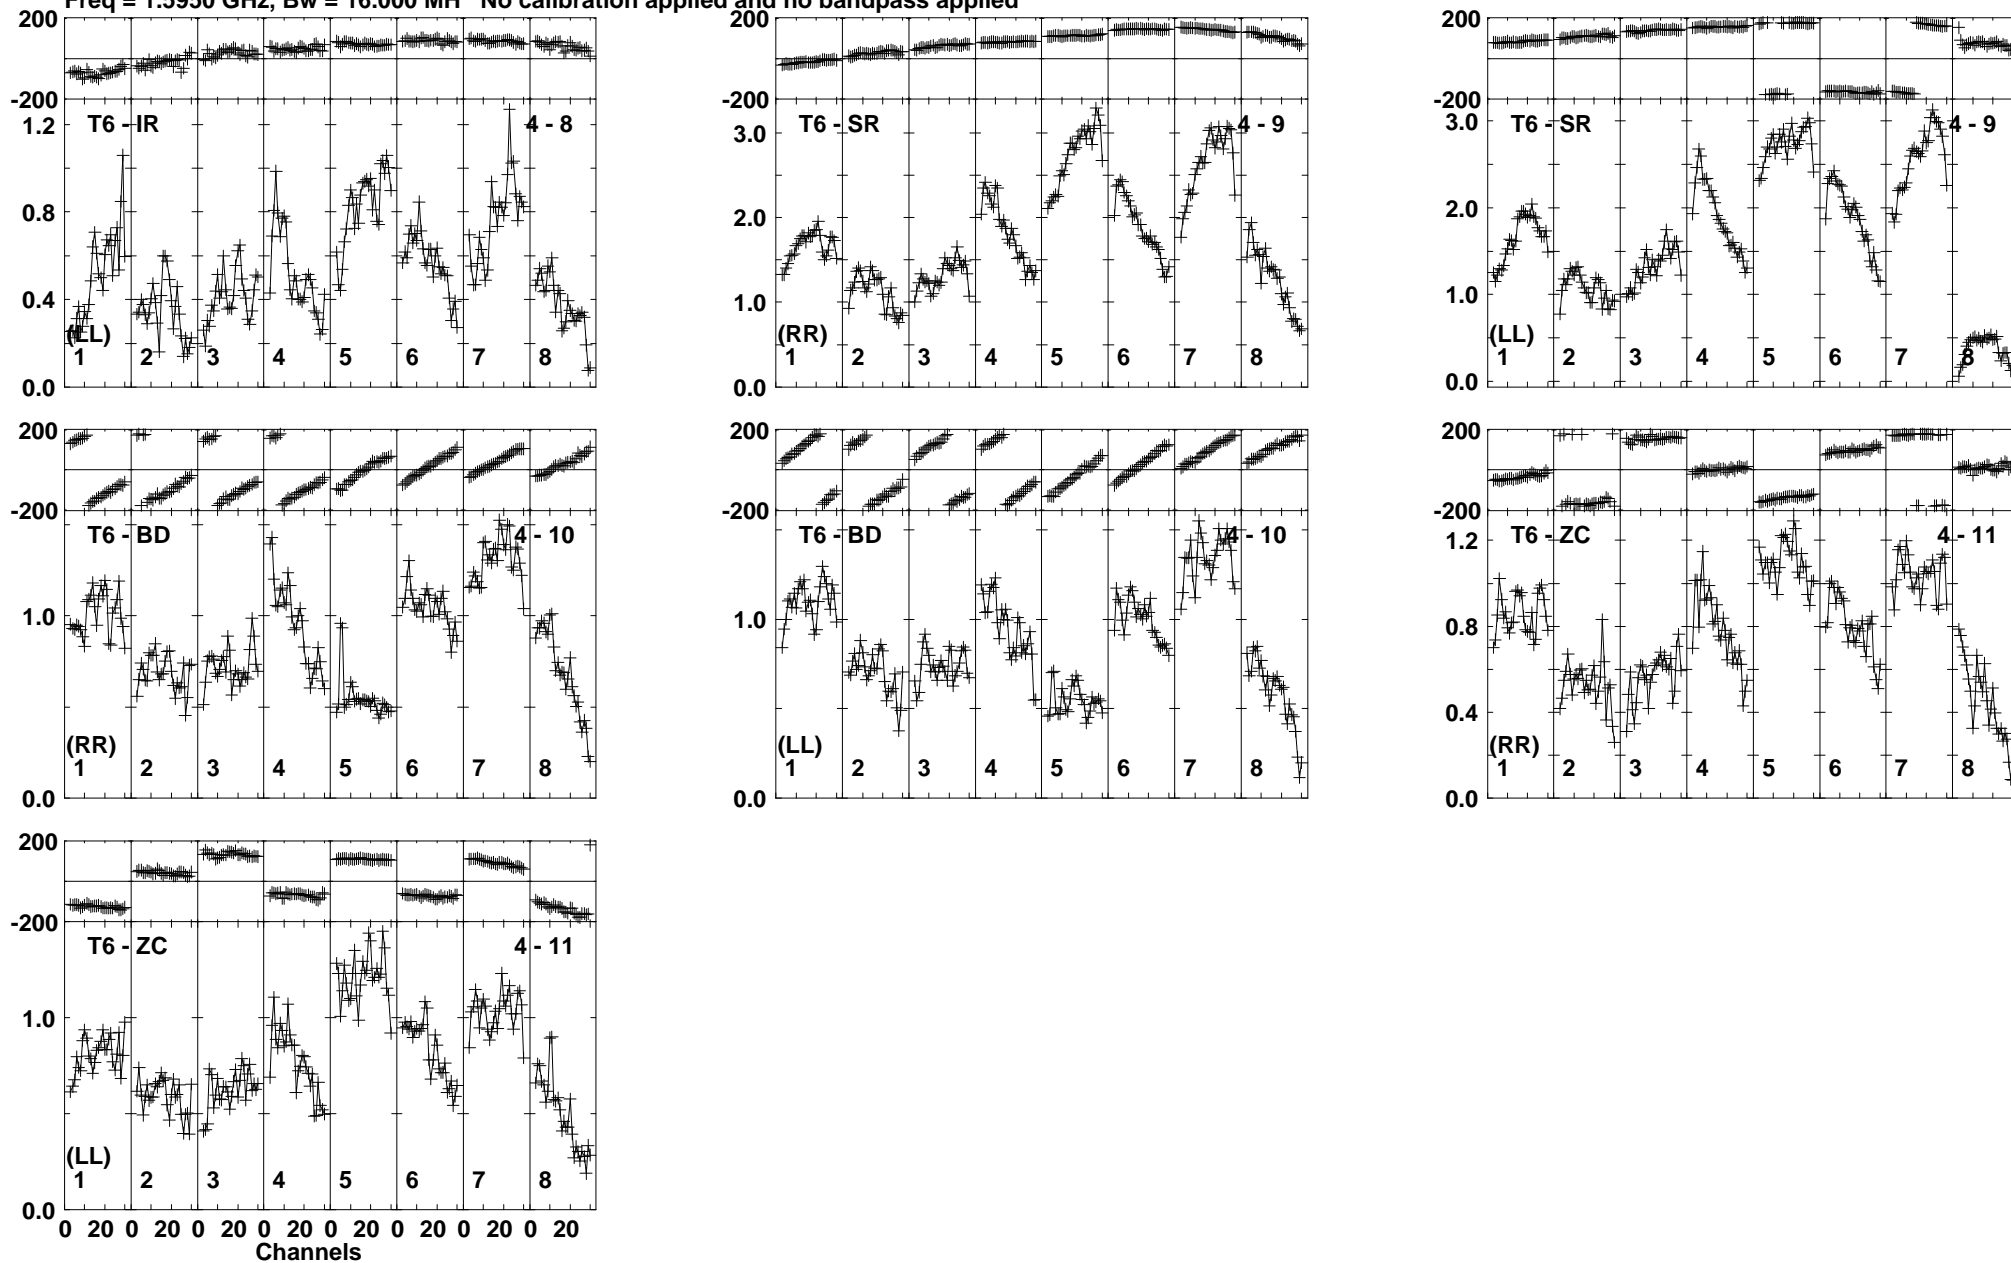 Freq = 1.5950 GHz, Bw = 16.000 MH No calibration applied and no bandpass applied
200
-200
T6 - IR 4 - 8
1.2
0.8
0.4
0.0
(LL)
1 2 3 4 5 6 7 8
200
-200
T6 - SR 4 - 9
3.0
2.0
1.0
0.0
(RR)
1 2 3 4 5 6 7 8
200
-200
T6 - SR 4 - 9
3.0
2.0
1.0
0.0
(LL)
1 2 3 4 5 6 7 8
200
-200
T6 - BD 4 - 10
1.0
0.0
(RR)
1 2 3 4 5 6 7 8
200
-200
T6 - BD 4 - 10
1.0
0.0
(LL)
1 2 3 4 5 6 7 8
200
-200
T6 - ZC 4 - 11
1.2
0.8
0.4
0.0
(RR)
1 2 3 4 5 6 7 8
200
-200
T6 - ZC 4 - 11
1.0
0.0
(LL)
1 2 3 4 5 6 7 8
0 20 0 20 0 20 0 20 0 20 0 20 0 20 0 20
Channels